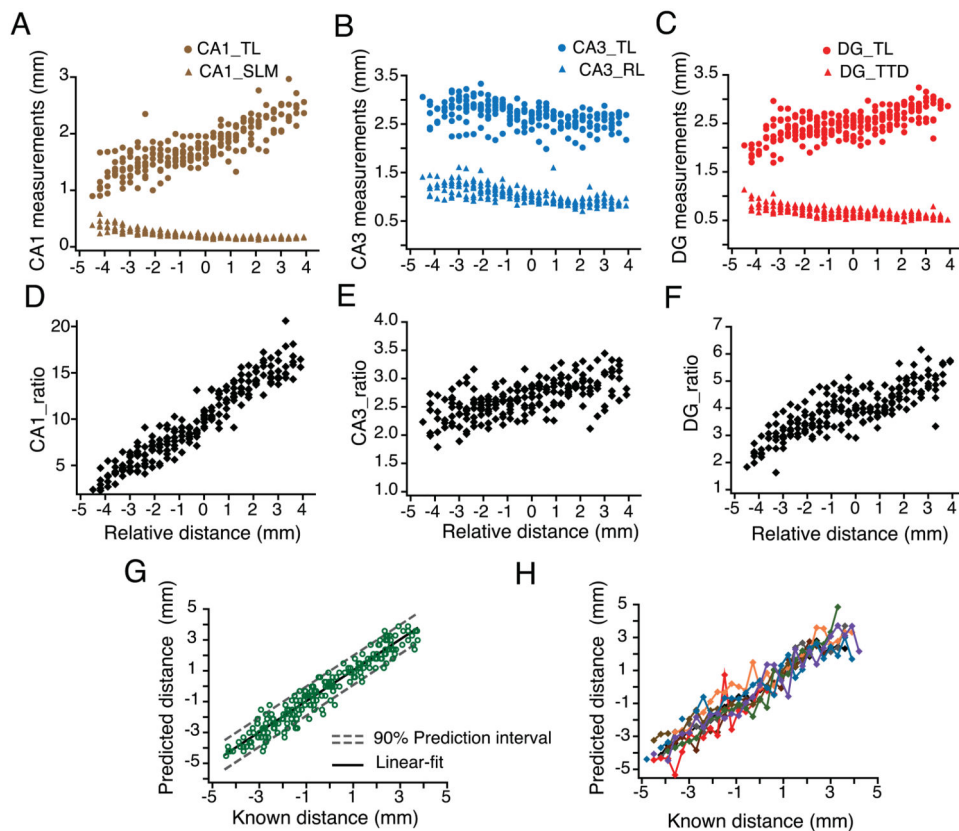 A
CA1_TL
CA1_SLM
CA1 measurements (mm)
3
2
1
0
-5 -4 -3 -2 -1 0 1 2 3 4
B
CA3_TL
CA3_RL
CA3 measurements (mm)
3.5
2.5
1.5
0.5
-5 -4 -3 -2 -1 0 1 2 3 4
C
DG_TL
DG_TTD
DG measurements (mm)
3.5
2.5
1.5
0.5
-5 -4 -3 -2 -1 0 1 2 3 4
D
CA1_ratio
20
15
10
5
-5 -4 -3 -2 -1 0 1 2 3 4
Relative distance (mm)
E
CA3_ratio
4.0
3.5
3.0
2.5
2.0
1.5
1.0
-5 -4 -3 -2 -1 0 1 2 3 4
Relative distance (mm)
F
DG_ratio
7
6
5
4
3
2
1
-5 -4 -3 -2 -1 0 1 2 3 4
Relative distance (mm)
G
Predicted distance (mm)
5
3
1
-1
-3
-5
90% Prediction interval
Linear-fit
-5 -3 -1 1 3 5
Known distance (mm)
H
Predicted distance (mm)
5
3
1
-1
-3
-5
-5 -3 -1 1 3 5
Known distance (mm)